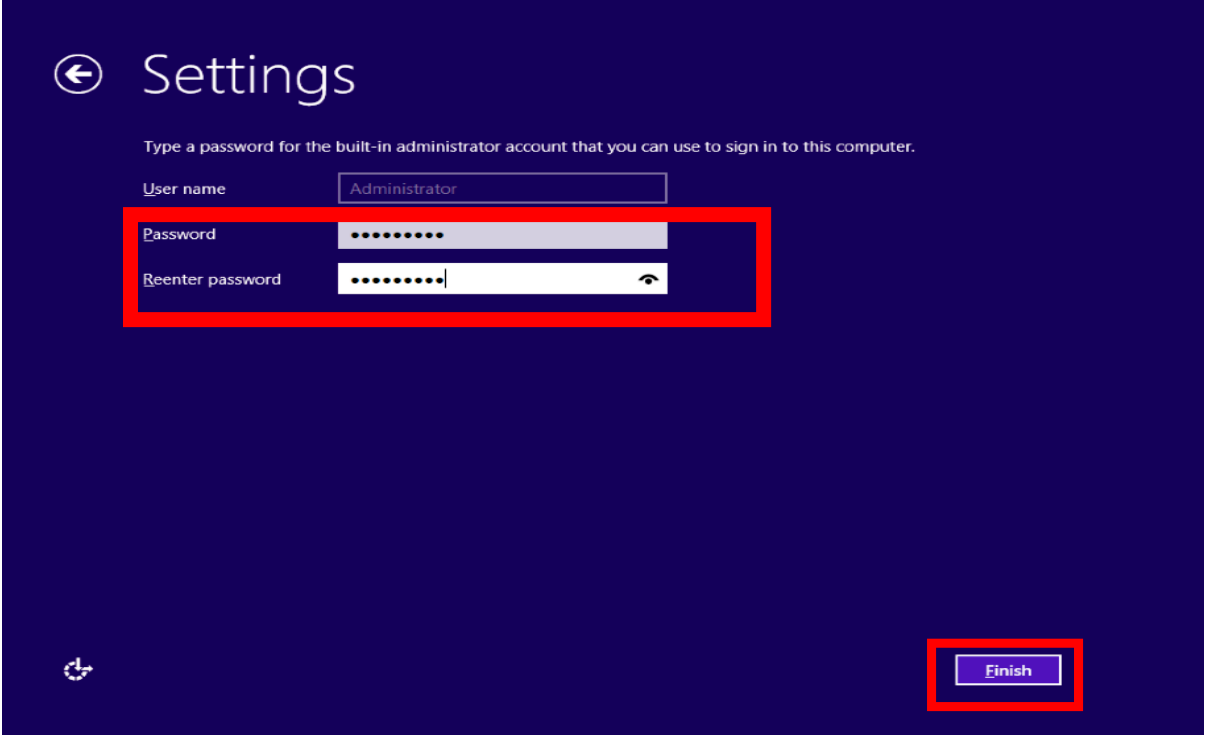 Settings
Type a password for the built-in administrator account that you can use to sign in to this computer.
User name Administrator
Password •••••••••
Reenter password •••••••••
Finish